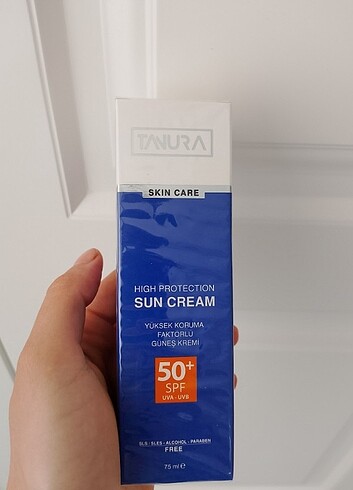 TANURA
SKIN CARE
HIGH PROTECTION
SUN CREAM
YÜKSEK KORUMA
FAKTÖRLÜ
GÜNEŞ KREMİ
50+
SPF
UVA - UVB
SLS - SLES - ALCOHOL - PARABEN
FREE
75 ml ℮